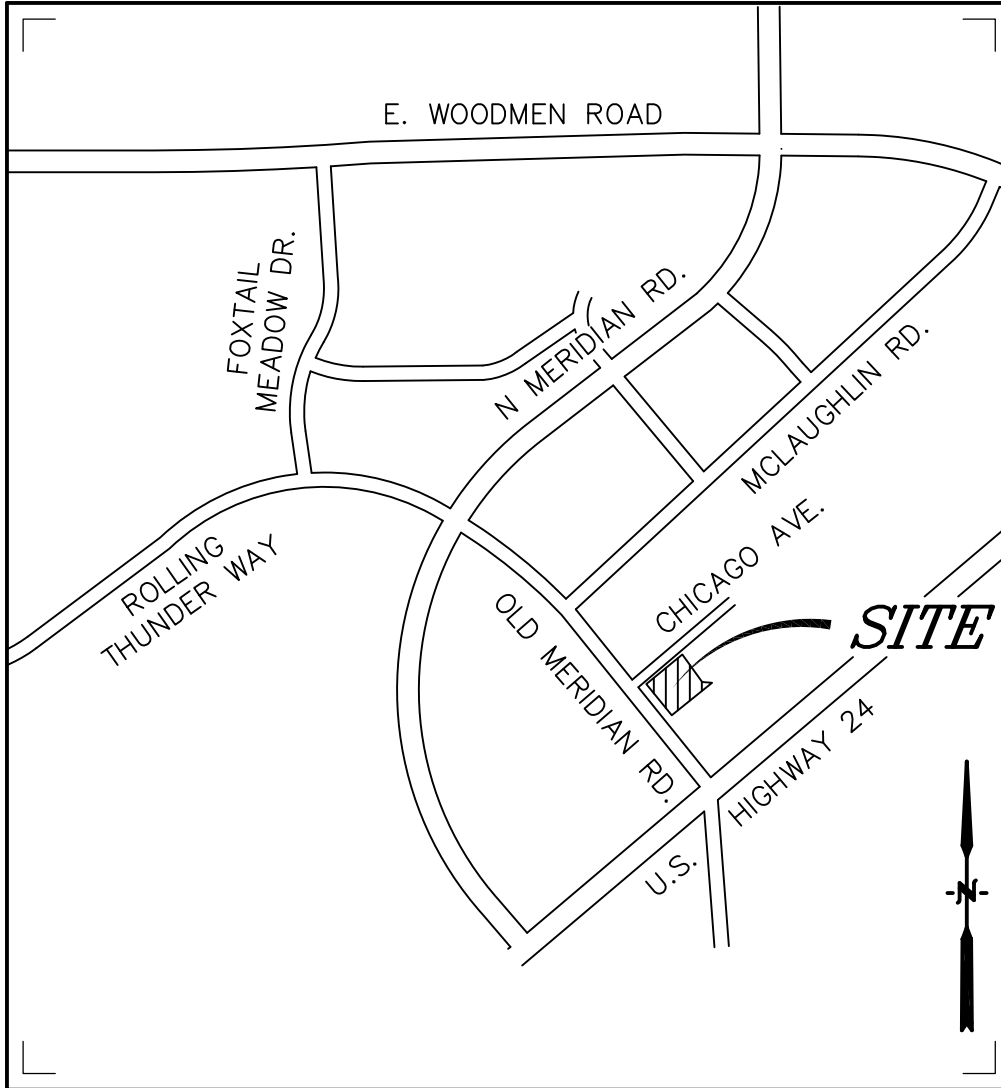 E. WOODMEN ROAD
FOXTAIL
MEADOW DR.
N MERIDIAN RD.
MCLAUGHLIN RD.
CHICAGO AVE.
ROLLING
THUNDER WAY
OLD MERIDIAN RD.
SITE
U.S. HIGHWAY 24
N